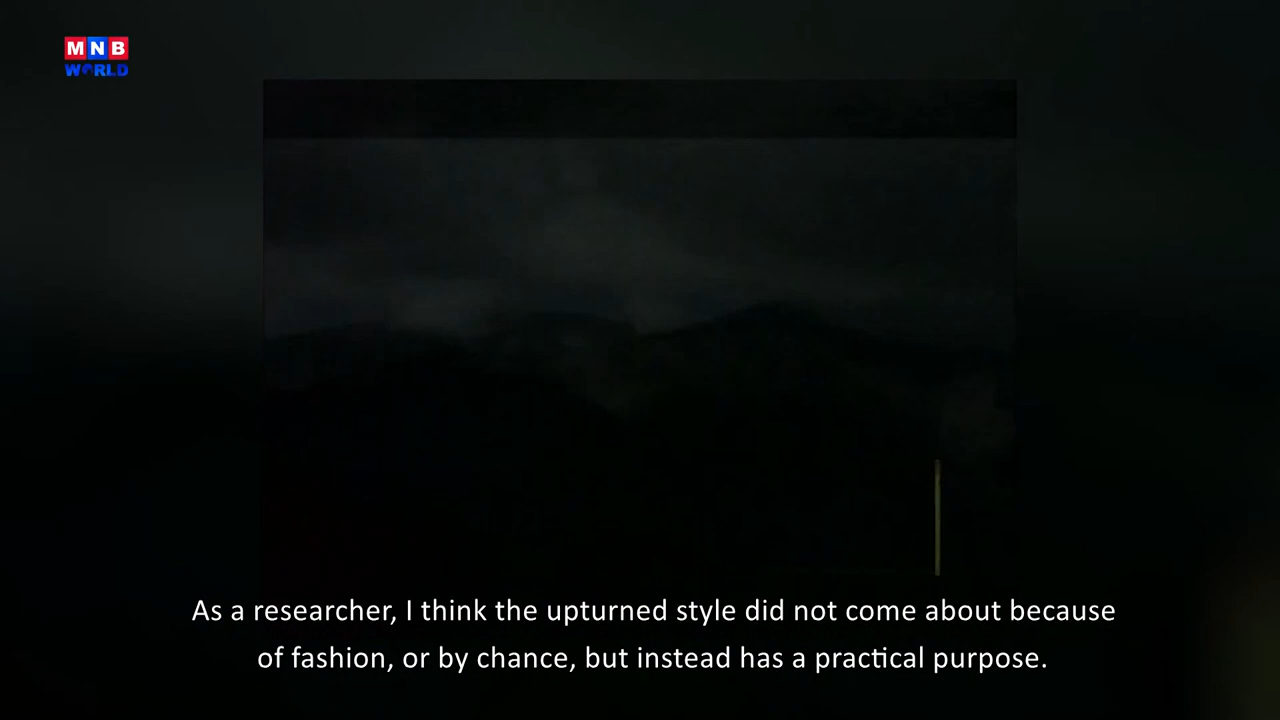 MNB
WORLD
As a researcher, I think the upturned style did not come about because
of fashion, or by chance, but instead has a practical purpose.